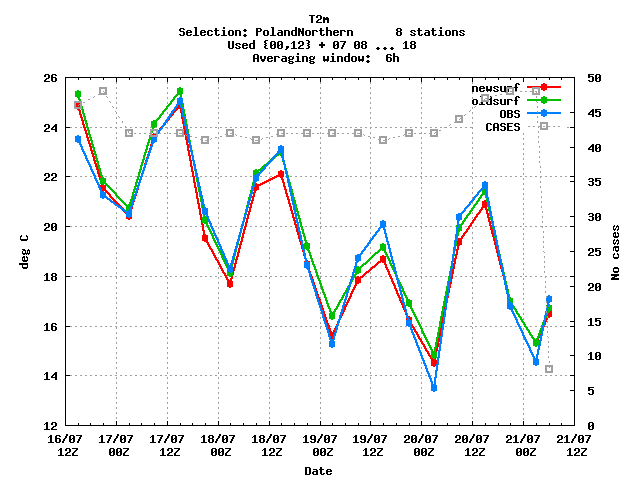 T2m
Selection: PolandNorthern      8 stations
Used {00,12} + 07 08 ... 18
Averaging window:  6h
newsurf
oldsurf
OBS
CASES
26
24
22
20
18
16
14
12
deg C
50
45
40
35
30
25
20
15
10
5
0
No cases
16/07 17/07 17/07 18/07 18/07 19/07 19/07 20/07 20/07 21/07 21/07
12Z 00Z 12Z 00Z 12Z 00Z 12Z 00Z 12Z 00Z 12Z
Date